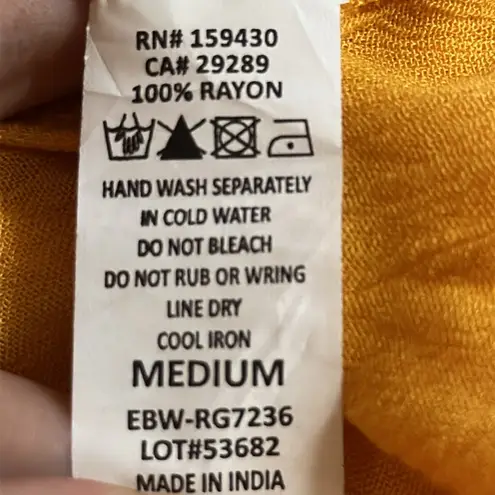 RN# 159430
CA# 29289
100% RAYON
HAND WASH SEPARATELY
IN COLD WATER
DO NOT BLEACH
DO NOT RUB OR WRING
LINE DRY
COOL IRON
MEDIUM
EBW-RG7236
LOT#53682
MADE IN INDIA